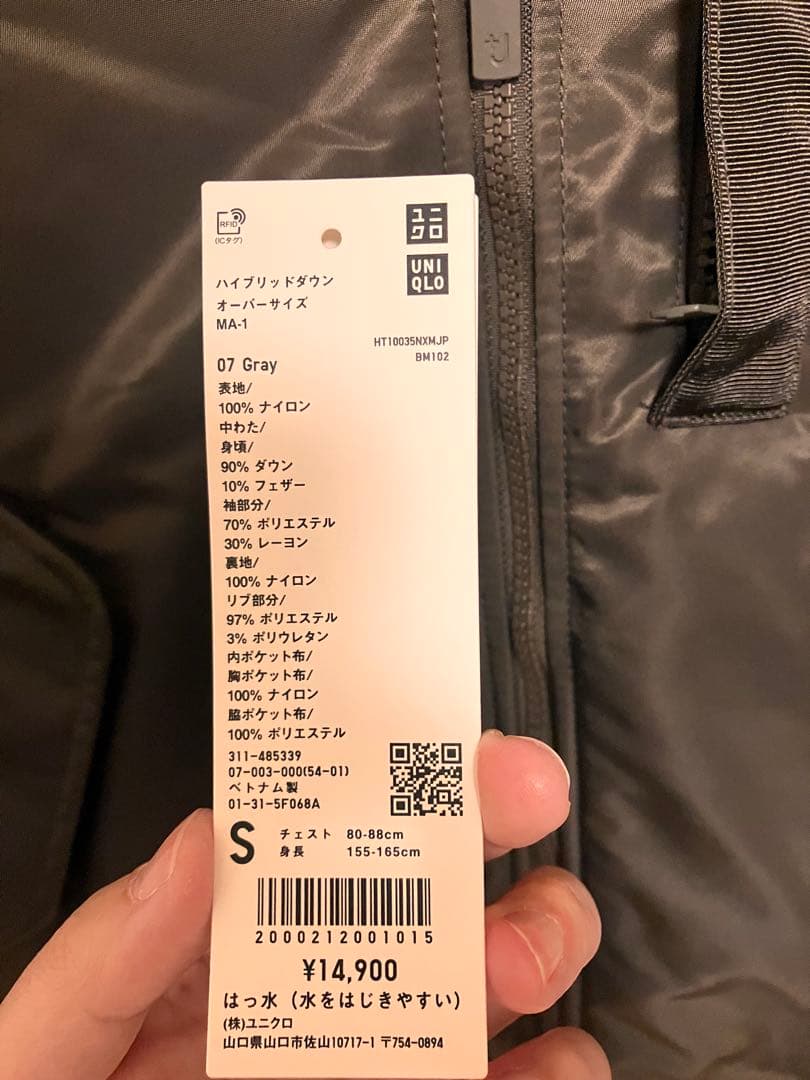 +J
RFID
(ICタグ)
ユニ
クロ
UNI
QLO
ハイブリッドダウン
オーバーサイズ
MA-1
HT10035NXMJP
BM102
07 Gray
表地/
100% ナイロン
中わた/
身頃/
90% ダウン
10% フェザー
袖部分/
70% ポリエステル
30% レーヨン
裏地/
100% ナイロン
リブ部分/
97% ポリエステル
3% ポリウレタン
内ポケット布/
胸ポケット布/
100% ナイロン
脇ポケット布/
100% ポリエステル
311-485339
07-003-000(54-01)
ベトナム製
01-31-5F068A
S
チェスト 80-88cm
身長 155-165cm
2000212001015
¥14,900
はっ水 (水をはじきやすい)
(株)ユニクロ
山口県山口市佐山10717-1 〒754-0894